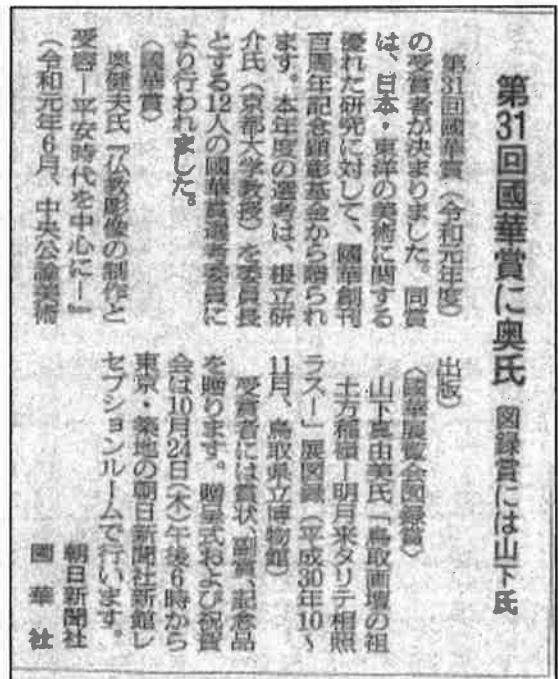 第31回國華賞に奥氏　図録賞には山下氏
　第31回國華賞（令和元年度）
の受賞者が決まりました。同賞
は、日本・東洋の美術に関する
優れた研究に対して、國華創刊
百周年記念顕彰基金から贈られ
ます。本年度の選考は、根立研
介氏（京都大学教授）を委員長
とする12人の國華賞選考委員に
より行われました。
〈國華賞〉
　奥健夫氏『仏教彫像の制作と
受容ー平安時代を中心にー』
（令和元年6月、中央公論美術
出版）
〈國華展覧会図録賞〉
　山下真由美氏「鳥取画壇の祖
土方稲嶺ー明月来タリテ相照
ラスー」展図録（平成30年10〜
11月、鳥取県立博物館）
　受賞者には賞状、副賞、記念品
を贈ります。贈呈式および祝賀
会は10月24日（木）午後6時から
東京・築地の朝日新聞社新館レ
セプションルームで行います。
朝日新聞社
國華社